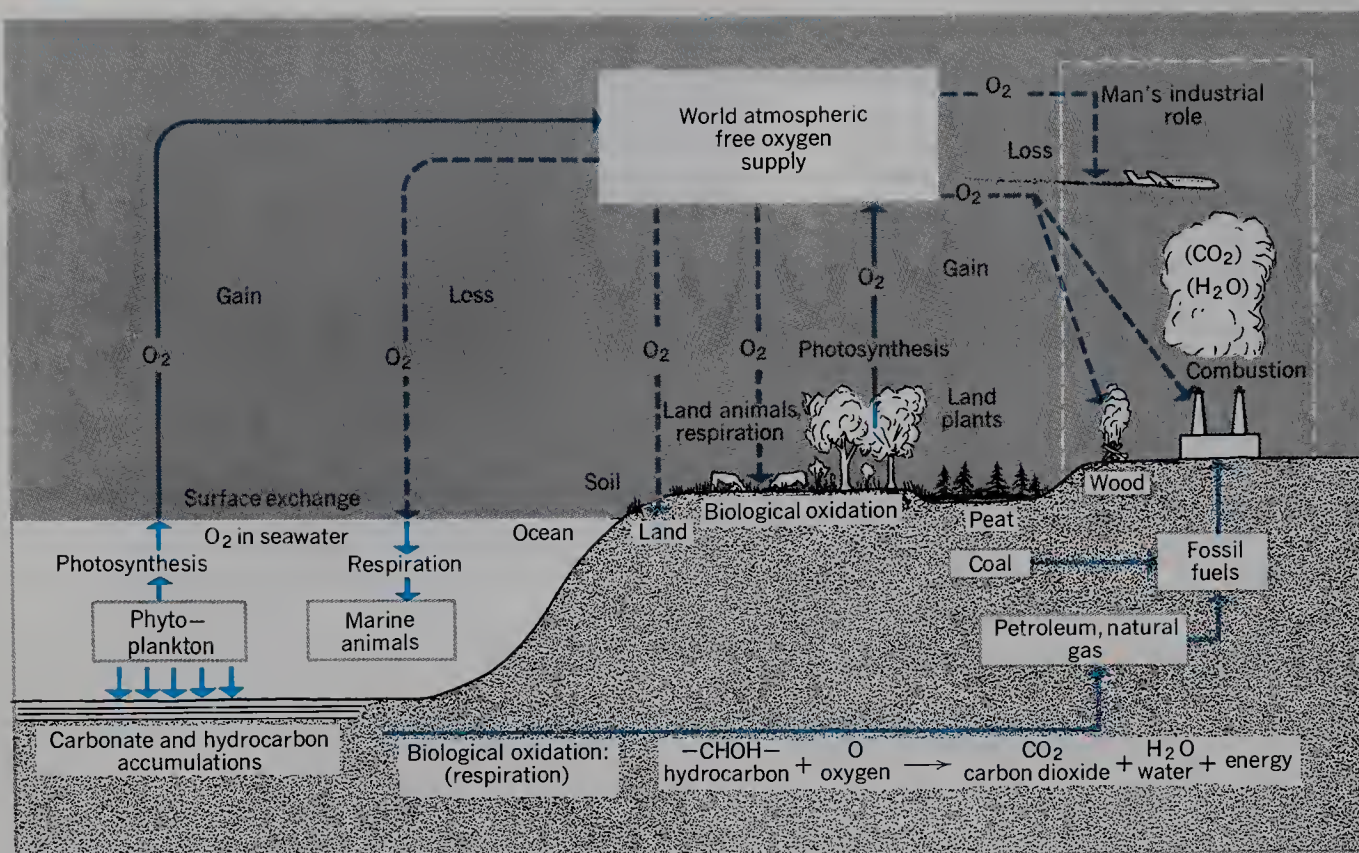 World atmospheric
free oxygen
supply
O2
Man's industrial
role
Loss
O2
(CO2)
(H2O)
Gain
Loss
O2
Gain
O2
O2
O2
O2
Photosynthesis
Combustion
Land animals,
respiration
Land
plants
Soil
Surface exchange
O2 in seawater
Ocean
Land
Biological oxidation
Peat
Wood
Photosynthesis
Respiration
Coal
Fossil
fuels
Phyto–
plankton
Marine
animals
Petroleum, natural
gas
Carbonate and hydrocarbon
accumulations
Biological oxidation:
(respiration)
–CHOH– O CO2 H2O
hydrocarbon + oxygen → carbon dioxide + water + energy